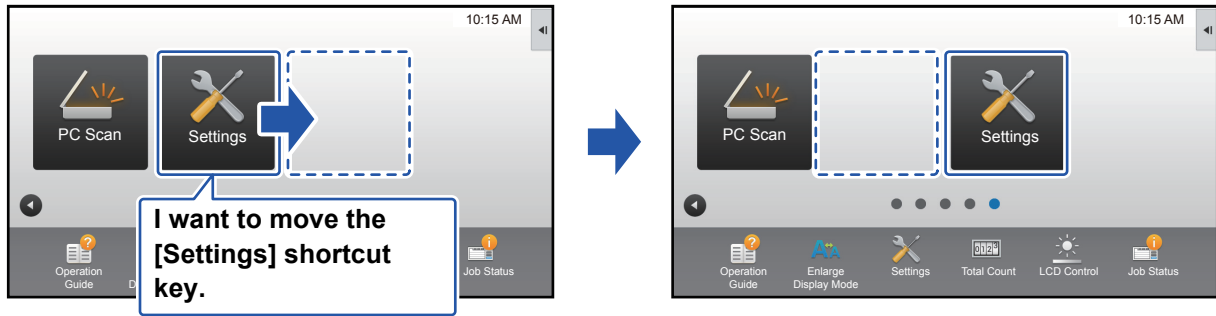 10:15 AM
PC Scan
Settings
I want to move the
[Settings] shortcut
key.
Operation
Guide
D
Job Status
10:15 AM
PC Scan
Settings
Operation
Guide
Enlarge
Display Mode
Settings
Total Count
LCD Control
Job Status